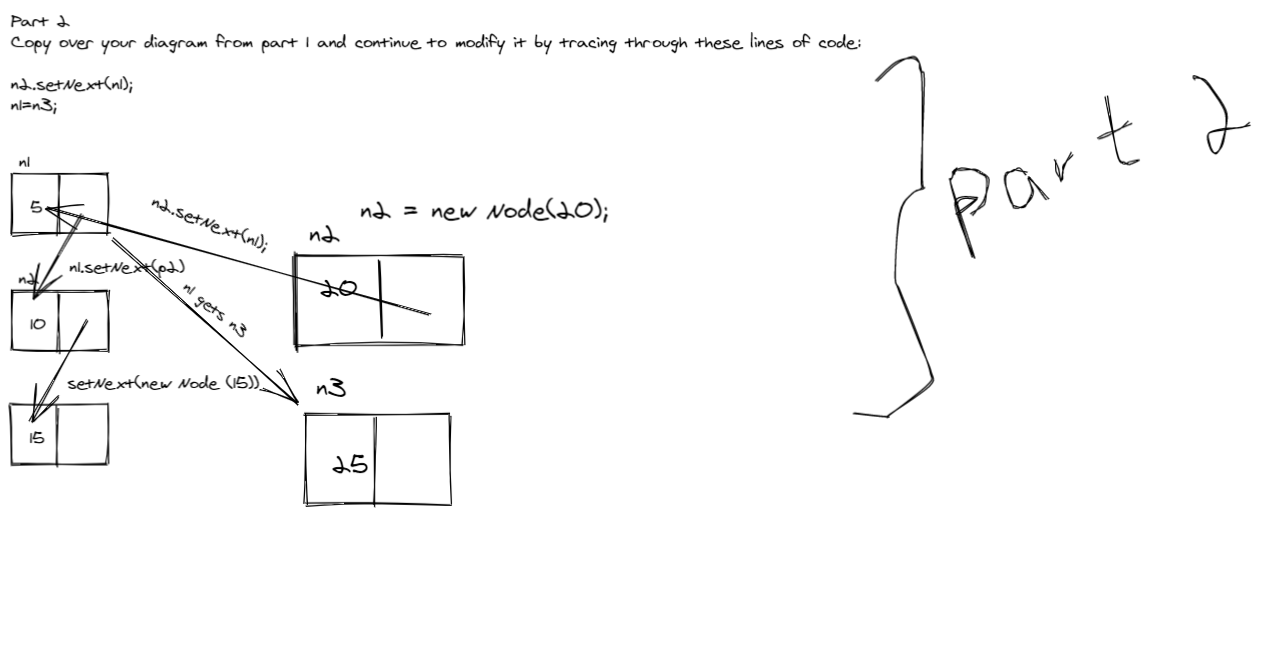 Part 2
Copy over your diagram from part 1 and continue to modify it by tracing through these lines of code:
n2.setNext(n1);
n1=n3;
n1
5
n2.setNext(n1);
n2 = new Node(20);
n2
20
n1.setNext(p2)
n2
10
n1 gets n3
setNext(new Node (15))
15
n3
25
part 2